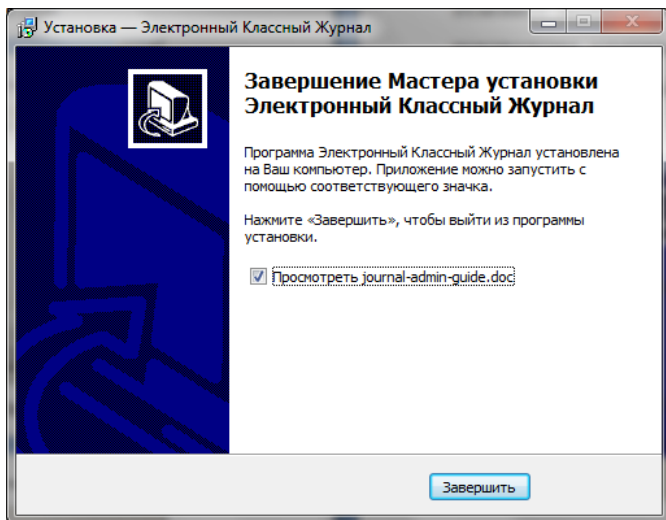 Установка — Электронный Классный Журнал
Завершение Мастера установки
Электронный Классный Журнал
Программа Электронный Классный Журнал установлена
на Ваш компьютер. Приложение можно запустить с
помощью соответствующего значка.
Нажмите «Завершить», чтобы выйти из программы
установки.
Просмотреть journal-admin-guide.doc
Завершить